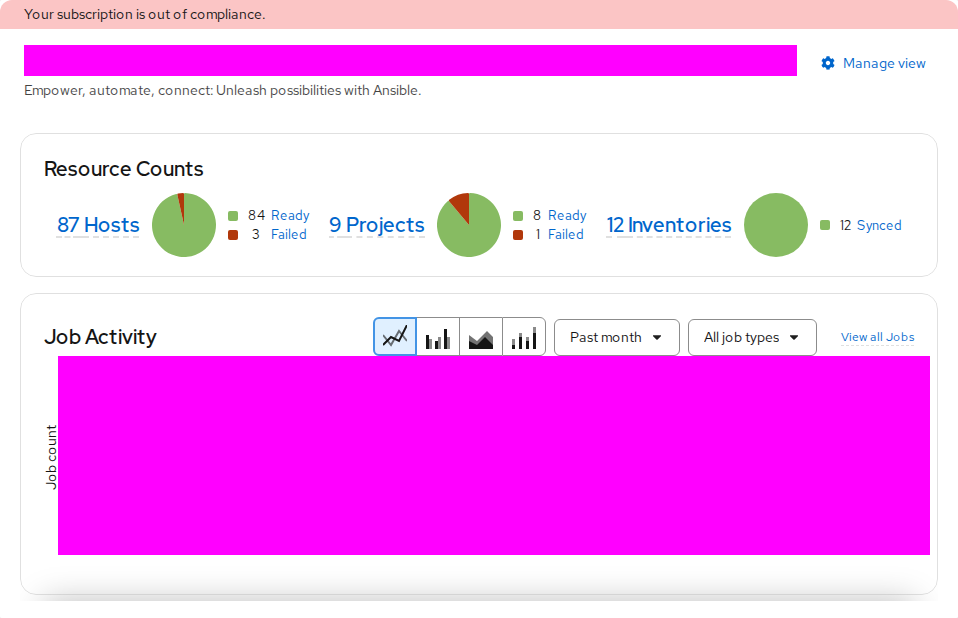 Your subscription is out of compliance.
Manage view
Empower, automate, connect: Unleash possibilities with Ansible.
Resource Counts
87 Hosts
84 Ready
3 Failed
9 Projects
8 Ready
1 Failed
12 Inventories
12 Synced
Job Activity
Past month
All job types
View all Jobs
Job count